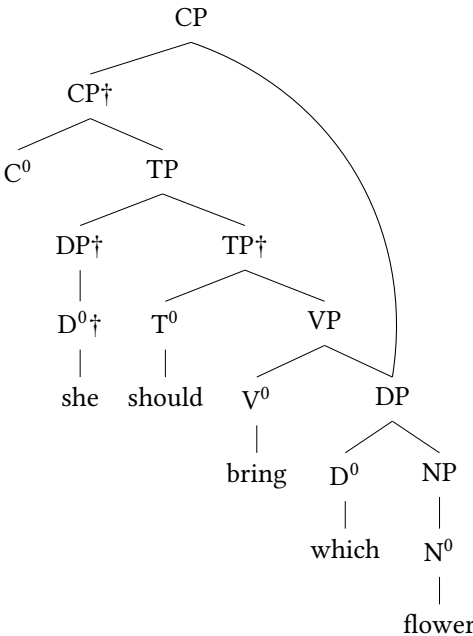 CP
CP†
C⁰ TP
DP† TP†
D⁰† T⁰ VP
she should V⁰ DP
bring D⁰ NP
which N⁰
flower